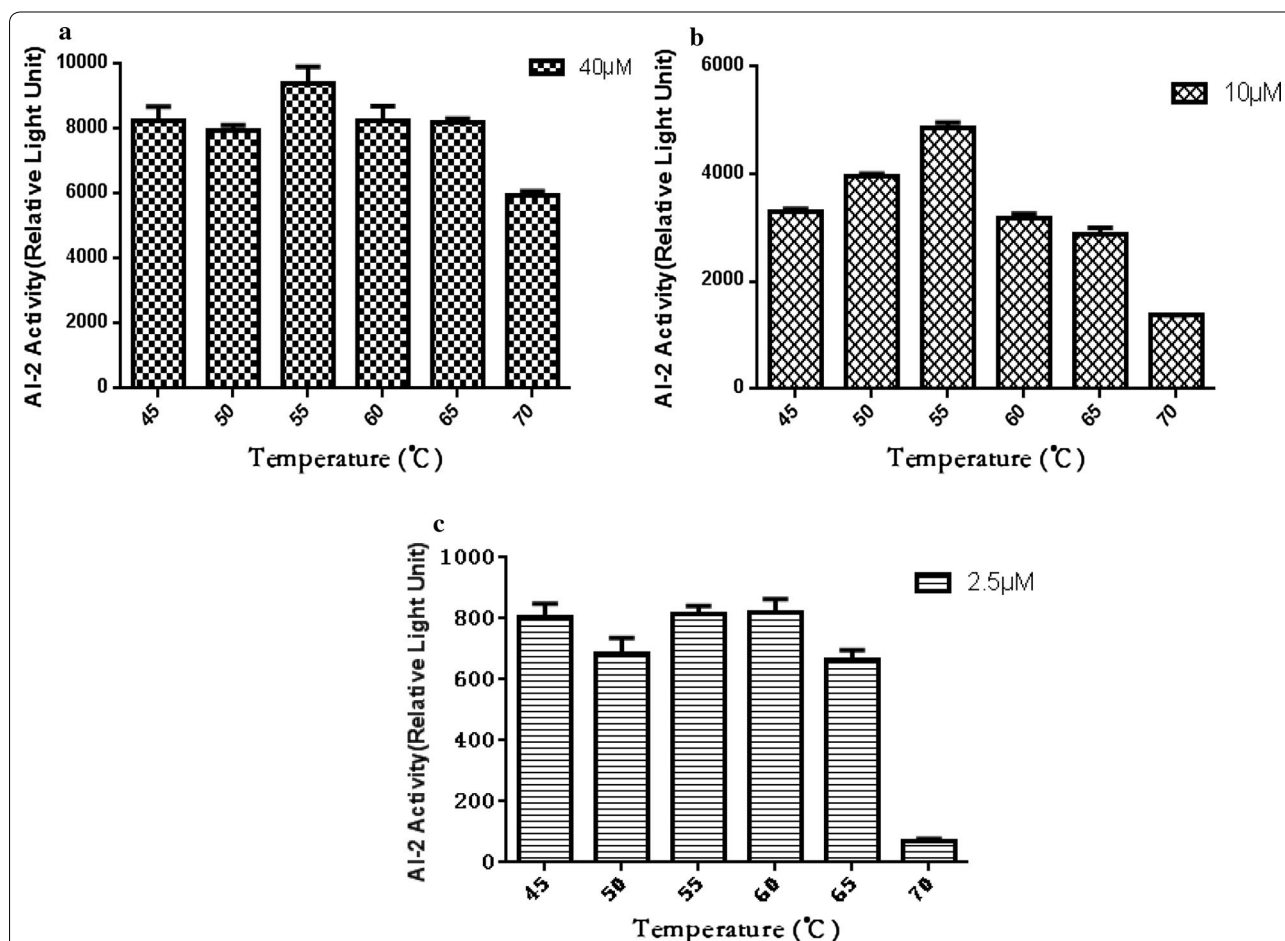 a
AI-2 Activity(Relative Light Unit)
10000
8000
6000
4000
2000
0
40µM
45 50 55 60 65 70
Temperature (℃)
b
AI-2 Activity(Relative Light Unit)
6000
4000
2000
0
10µM
45 50 55 60 65 70
Temperature (℃)
c
AI-2 Activity(Relative Light Unit)
1000
800
600
400
200
0
2.5µM
45 50 55 60 65 70
Temperature (℃)